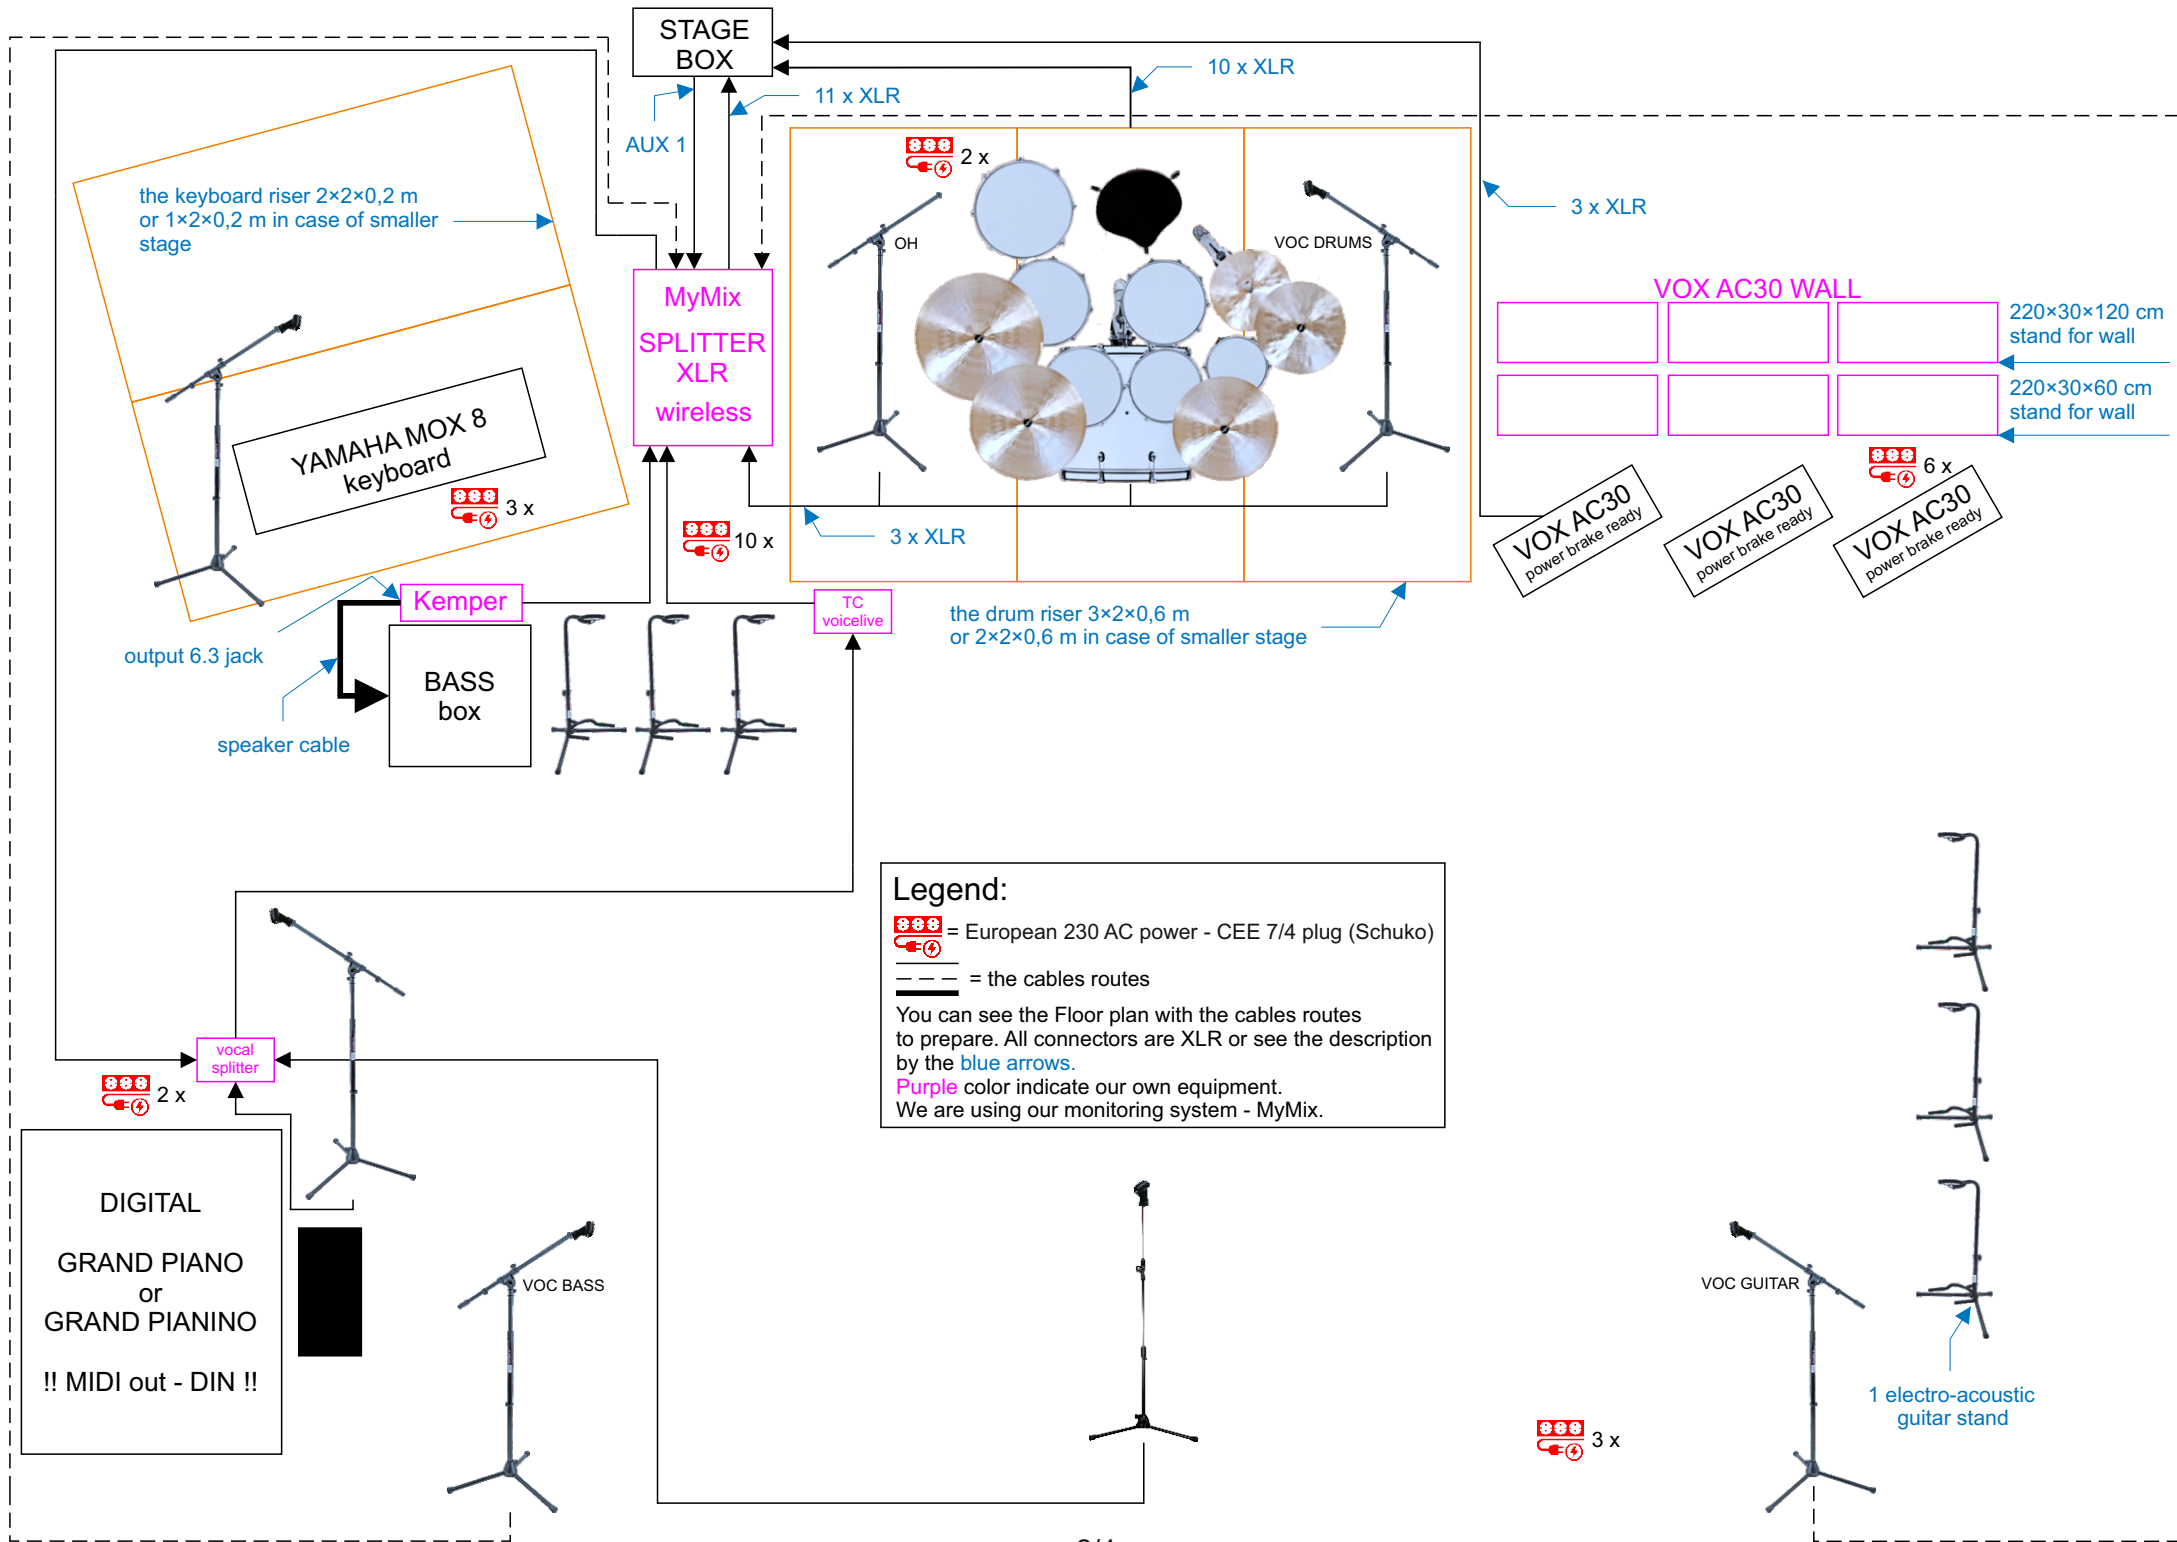 STAGE
BOX
10 x XLR
11 x XLR
AUX 1
2 x
the keyboard riser 2×2×0,2 m
or 1×2×0,2 m in case of smaller
stage
3 x XLR
OH
VOC DRUMS
MyMix
SPLITTER
XLR
wireless
VOX AC30 WALL
220×30×120 cm
stand for wall
220×30×60 cm
stand for wall
YAMAHA MOX 8
keyboard
3 x
10 x
3 x XLR
6 x
VOX AC30
power brake ready
VOX AC30
power brake ready
VOX AC30
power brake ready
Kemper
TC
voicelive
the drum riser 3×2×0,6 m
or 2×2×0,6 m in case of smaller stage
output 6.3 jack
BASS
box
speaker cable
Legend:
= European 230 AC power - CEE 7/4 plug (Schuko)
= the cables routes
You can see the Floor plan with the cables routes
to prepare. All connectors are XLR or see the description
by the blue arrows.
Purple color indicate our own equipment.
We are using our monitoring system - MyMix.
vocal
splitter
2 x
DIGITAL
GRAND PIANO
or
GRAND PIANINO
!! MIDI out - DIN !!
VOC BASS
VOC GUITAR
1 electro-acoustic
guitar stand
3 x